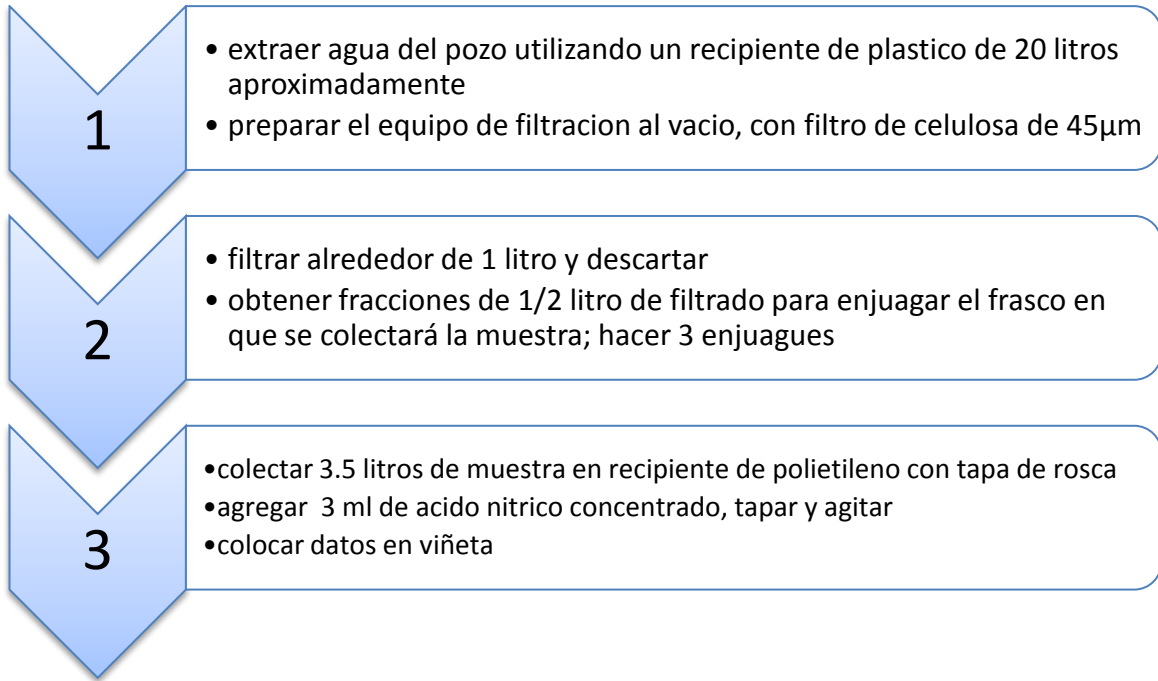 1
• extraer agua del pozo utilizando un recipiente de plastico de 20 litros
aproximadamente
• preparar el equipo de filtracion al vacio, con filtro de celulosa de 45µm
2
• filtrar alrededor de 1 litro y descartar
• obtener fracciones de 1/2 litro de filtrado para enjuagar el frasco en
que se colectará la muestra; hacer 3 enjuagues
3
•colectar 3.5 litros de muestra en recipiente de polietileno con tapa de rosca
•agregar 3 ml de acido nitrico concentrado, tapar y agitar
•colocar datos en viñeta